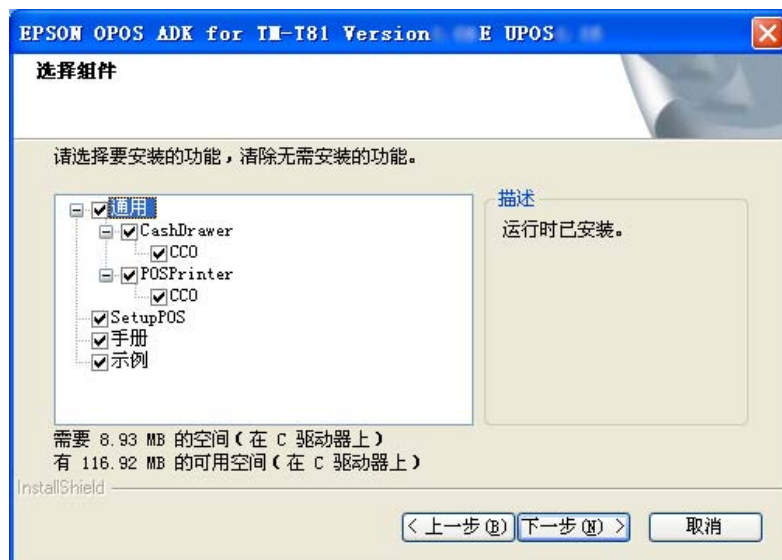 EPSON OPOS ADK for TM-T81 Version E UPOS
选择组件
请选择要安装的功能，清除无需安装的功能。
通用
CashDrawer
CCO
POSPrinter
CCO
SetupPOS
手册
示例
描述
运行时已安装。
需要 8.93 MB 的空间(在 C 驱动器上)
有 116.92 MB 的可用空间(在 C 驱动器上)
InstallShield
< 上一步(B) 下一步(N) > 取消